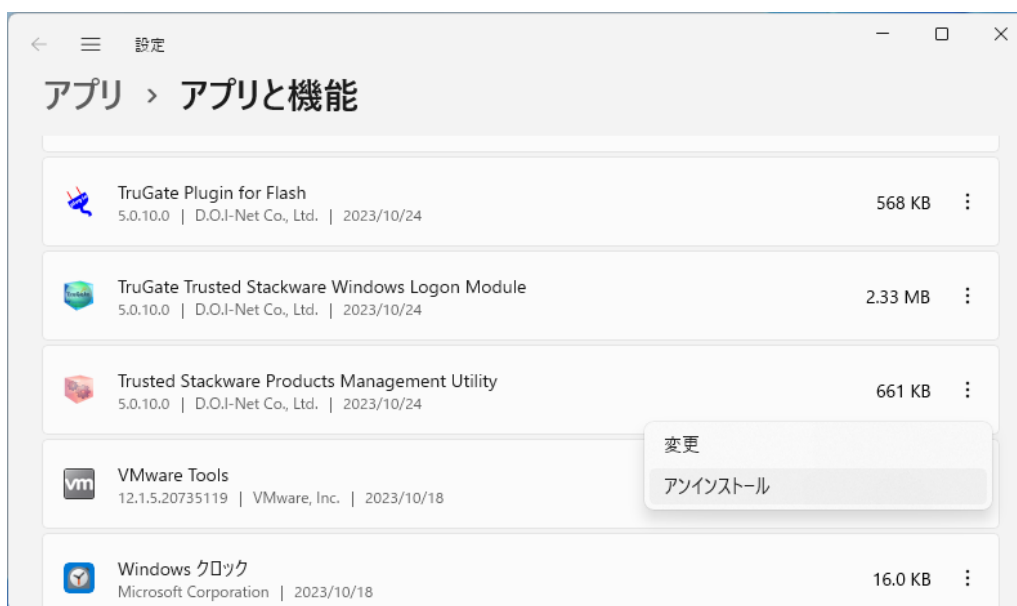 設定
アプリ › アプリと機能
TruGate Plugin for Flash
5.0.10.0 | D.O.I-Net Co., Ltd. | 2023/10/24
568 KB
TruGate Trusted Stackware Windows Logon Module
5.0.10.0 | D.O.I-Net Co., Ltd. | 2023/10/24
2.33 MB
Trusted Stackware Products Management Utility
5.0.10.0 | D.O.I-Net Co., Ltd. | 2023/10/24
661 KB
変更
アンインストール
vm
VMware Tools
12.1.5.20735119 | VMware, Inc. | 2023/10/18
Windows クロック
Microsoft Corporation | 2023/10/18
16.0 KB